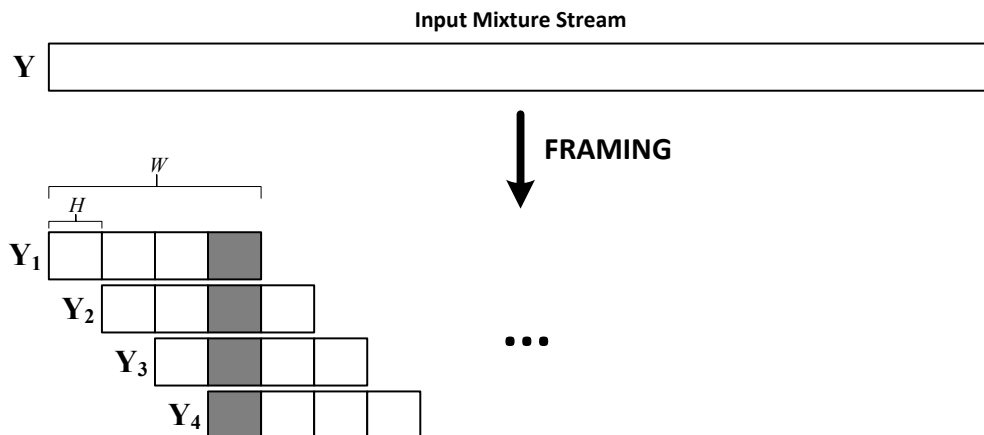 Input Mixture Stream
Y
FRAMING
W
H
Y₁
Y₂
Y₃
...
Y₄